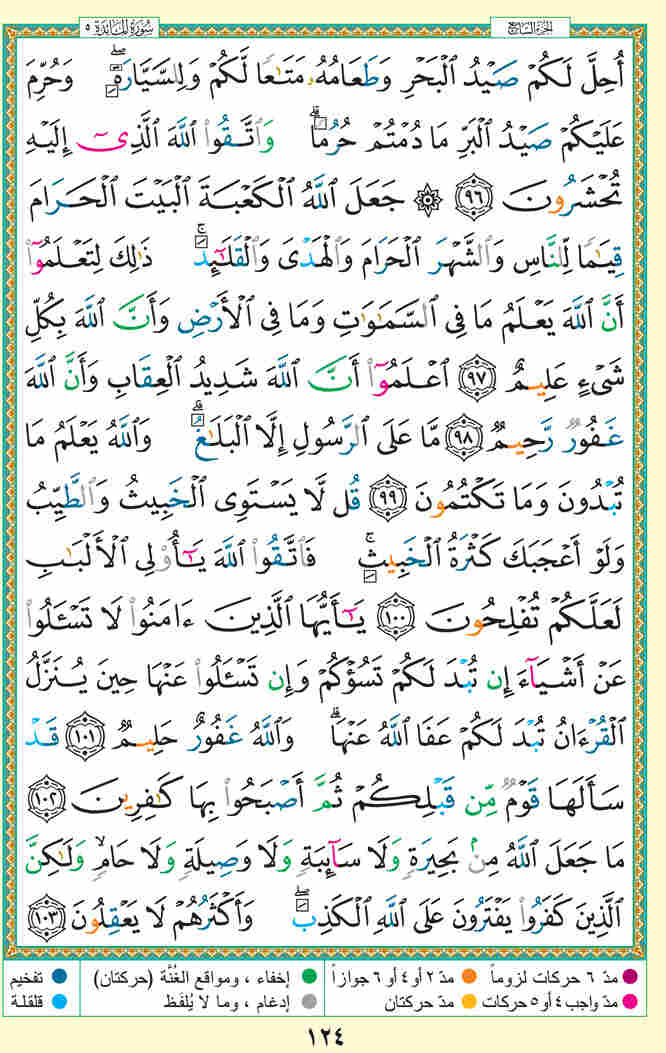 الجزء السابع
سُورَةُ المَائدَة ٥
أُحِلَّ لَكُمْ صَيْدُ ٱلْبَحْرِ وَطَعَامُهُۥ مَتَـٰعًا لَّكُمْ وَلِلسَّيَّارَةِ ۖ وَحُرِّمَ
عَلَيْكُمْ صَيْدُ ٱلْبَرِّ مَا دُمْتُمْ حُرُمًا ۗ وَٱتَّقُوا۟ ٱللَّهَ ٱلَّذِىٓ إِلَيْهِ
تُحْشَرُونَ ٩٦ ۞ جَعَلَ ٱللَّهُ ٱلْكَعْبَةَ ٱلْبَيْتَ ٱلْحَرَامَ
قِيَـٰمًا لِّلنَّاسِ وَٱلشَّهْرَ ٱلْحَرَامَ وَٱلْهَدْىَ وَٱلْقَلَـٰٓئِدَ ۚ ذَٰلِكَ لِتَعْلَمُوٓا۟
أَنَّ ٱللَّهَ يَعْلَمُ مَا فِى ٱلسَّمَـٰوَٰتِ وَمَا فِى ٱلْأَرْضِ وَأَنَّ ٱللَّهَ بِكُلِّ
شَىْءٍ عَلِيمٌ ٩٧ ٱعْلَمُوٓا۟ أَنَّ ٱللَّهَ شَدِيدُ ٱلْعِقَابِ وَأَنَّ ٱللَّهَ
غَفُورٌ رَّحِيمٌ ٩٨ مَّا عَلَى ٱلرَّسُولِ إِلَّا ٱلْبَلَـٰغُ ۗ وَٱللَّهُ يَعْلَمُ مَا
تُبْدُونَ وَمَا تَكْتُمُونَ ٩٩ قُل لَّا يَسْتَوِى ٱلْخَبِيثُ وَٱلطَّيِّبُ
وَلَوْ أَعْجَبَكَ كَثْرَةُ ٱلْخَبِيثِ ۚ فَٱتَّقُوا۟ ٱللَّهَ يَـٰٓأُو۟لِى ٱلْأَلْبَـٰبِ
لَعَلَّكُمْ تُفْلِحُونَ ١٠٠ يَـٰٓأَيُّهَا ٱلَّذِينَ ءَامَنُوا۟ لَا تَسْـَٔلُوا۟
عَنْ أَشْيَآءَ إِن تُبْدَ لَكُمْ تَسُؤْكُمْ وَإِن تَسْـَٔلُوا۟ عَنْهَا حِينَ يُنَزَّلُ
ٱلْقُرْءَانُ تُبْدَ لَكُمْ عَفَا ٱللَّهُ عَنْهَا ۗ وَٱللَّهُ غَفُورٌ حَلِيمٌ ١٠١ قَدْ
سَأَلَهَا قَوْمٌ مِّن قَبْلِكُمْ ثُمَّ أَصْبَحُوا۟ بِهَا كَـٰفِرِينَ ١٠٢
مَا جَعَلَ ٱللَّهُ مِنۢ بَحِيرَةٍ وَلَا سَآئِبَةٍ وَلَا وَصِيلَةٍ وَلَا حَامٍ ۙ وَلَـٰكِنَّ
ٱلَّذِينَ كَفَرُوا۟ يَفْتَرُونَ عَلَى ٱللَّهِ ٱلْكَذِبَ ۖ وَأَكْثَرُهُمْ لَا يَعْقِلُونَ ١٠٣
مدّ ٦ حركات لزوماً مدّ ٢ أو ٤ أو ٦ جوازاً إخفاء ، ومواقع الغُنَّة (حركتان) تفخيم
مدّ واجب ٤ أو ٥ حركات مدّ حركتان إدغام ، وما لا يُلفَظ قلقلة
١٢٤